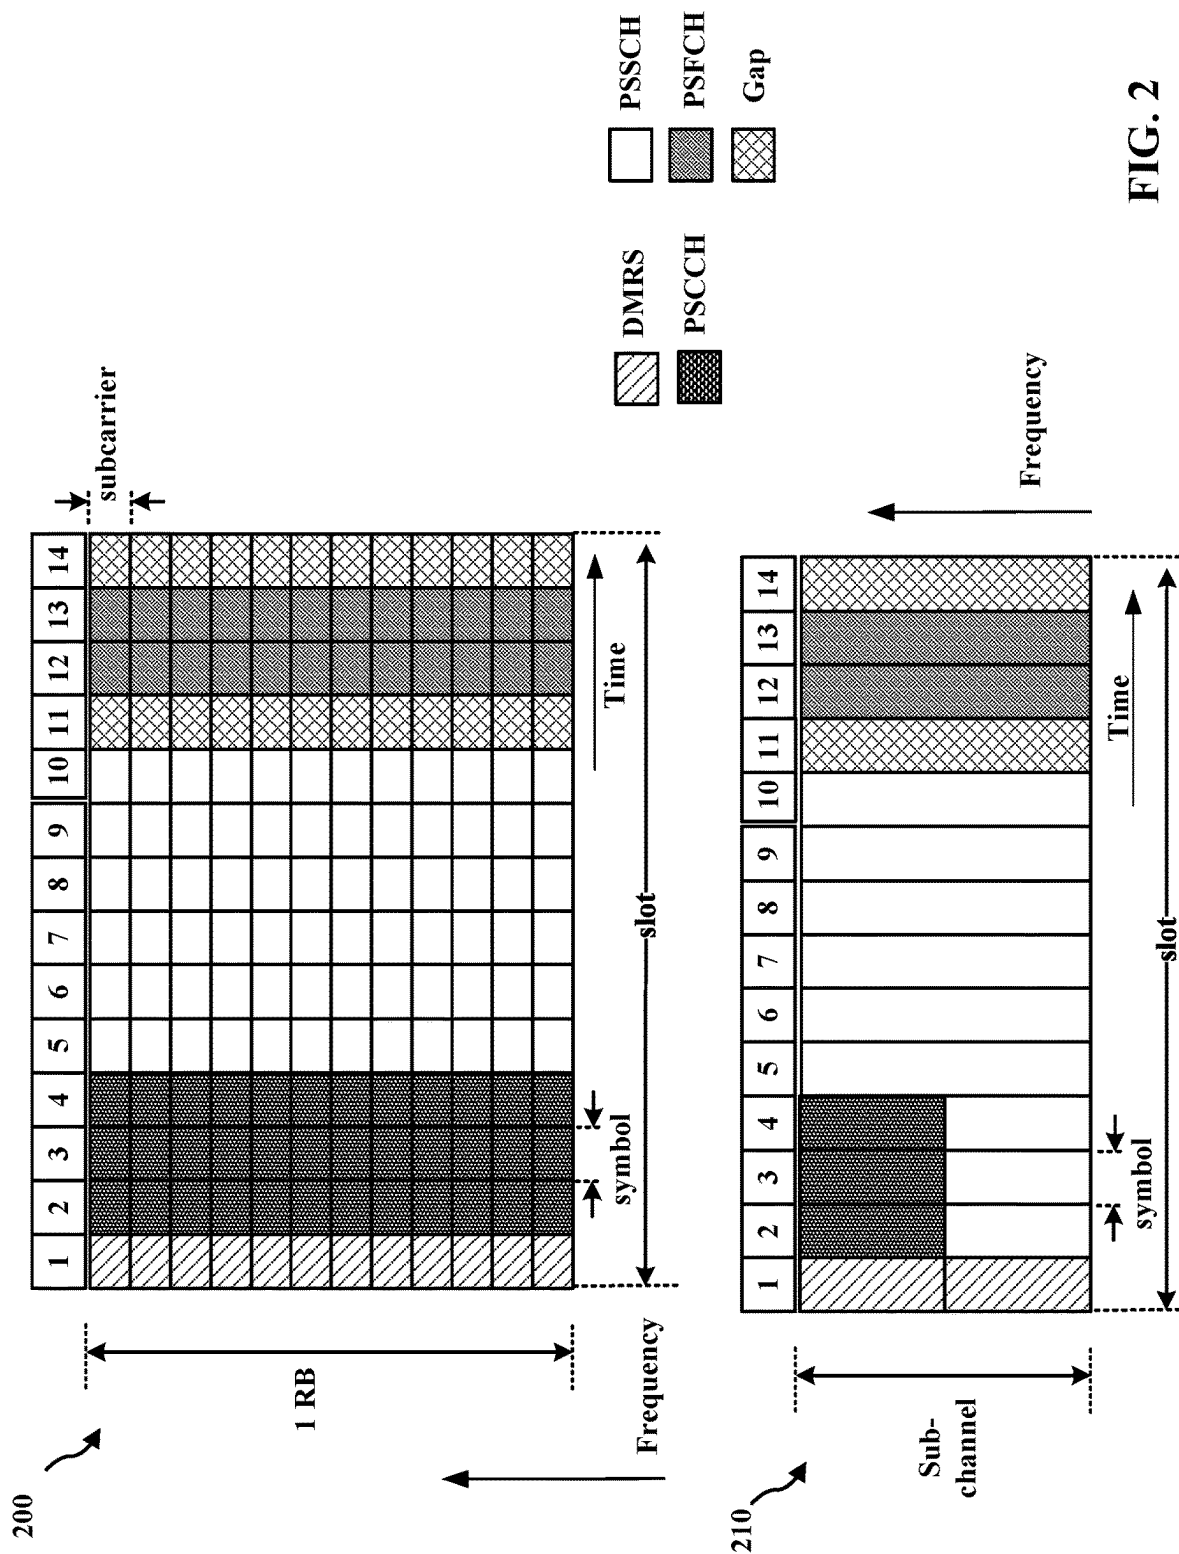 200
1 2 3 4 5 6 7 8 9 10 11 12 13 14
subcarrier
1 RB
symbol
Time
slot
Frequency
DMRS
PSSCH
PSCCH
PSFCH
Gap
210
1 2 3 4 5 6 7 8 9 10 11 12 13 14
Frequency
Sub-
channel
symbol
Time
slot
FIG. 2